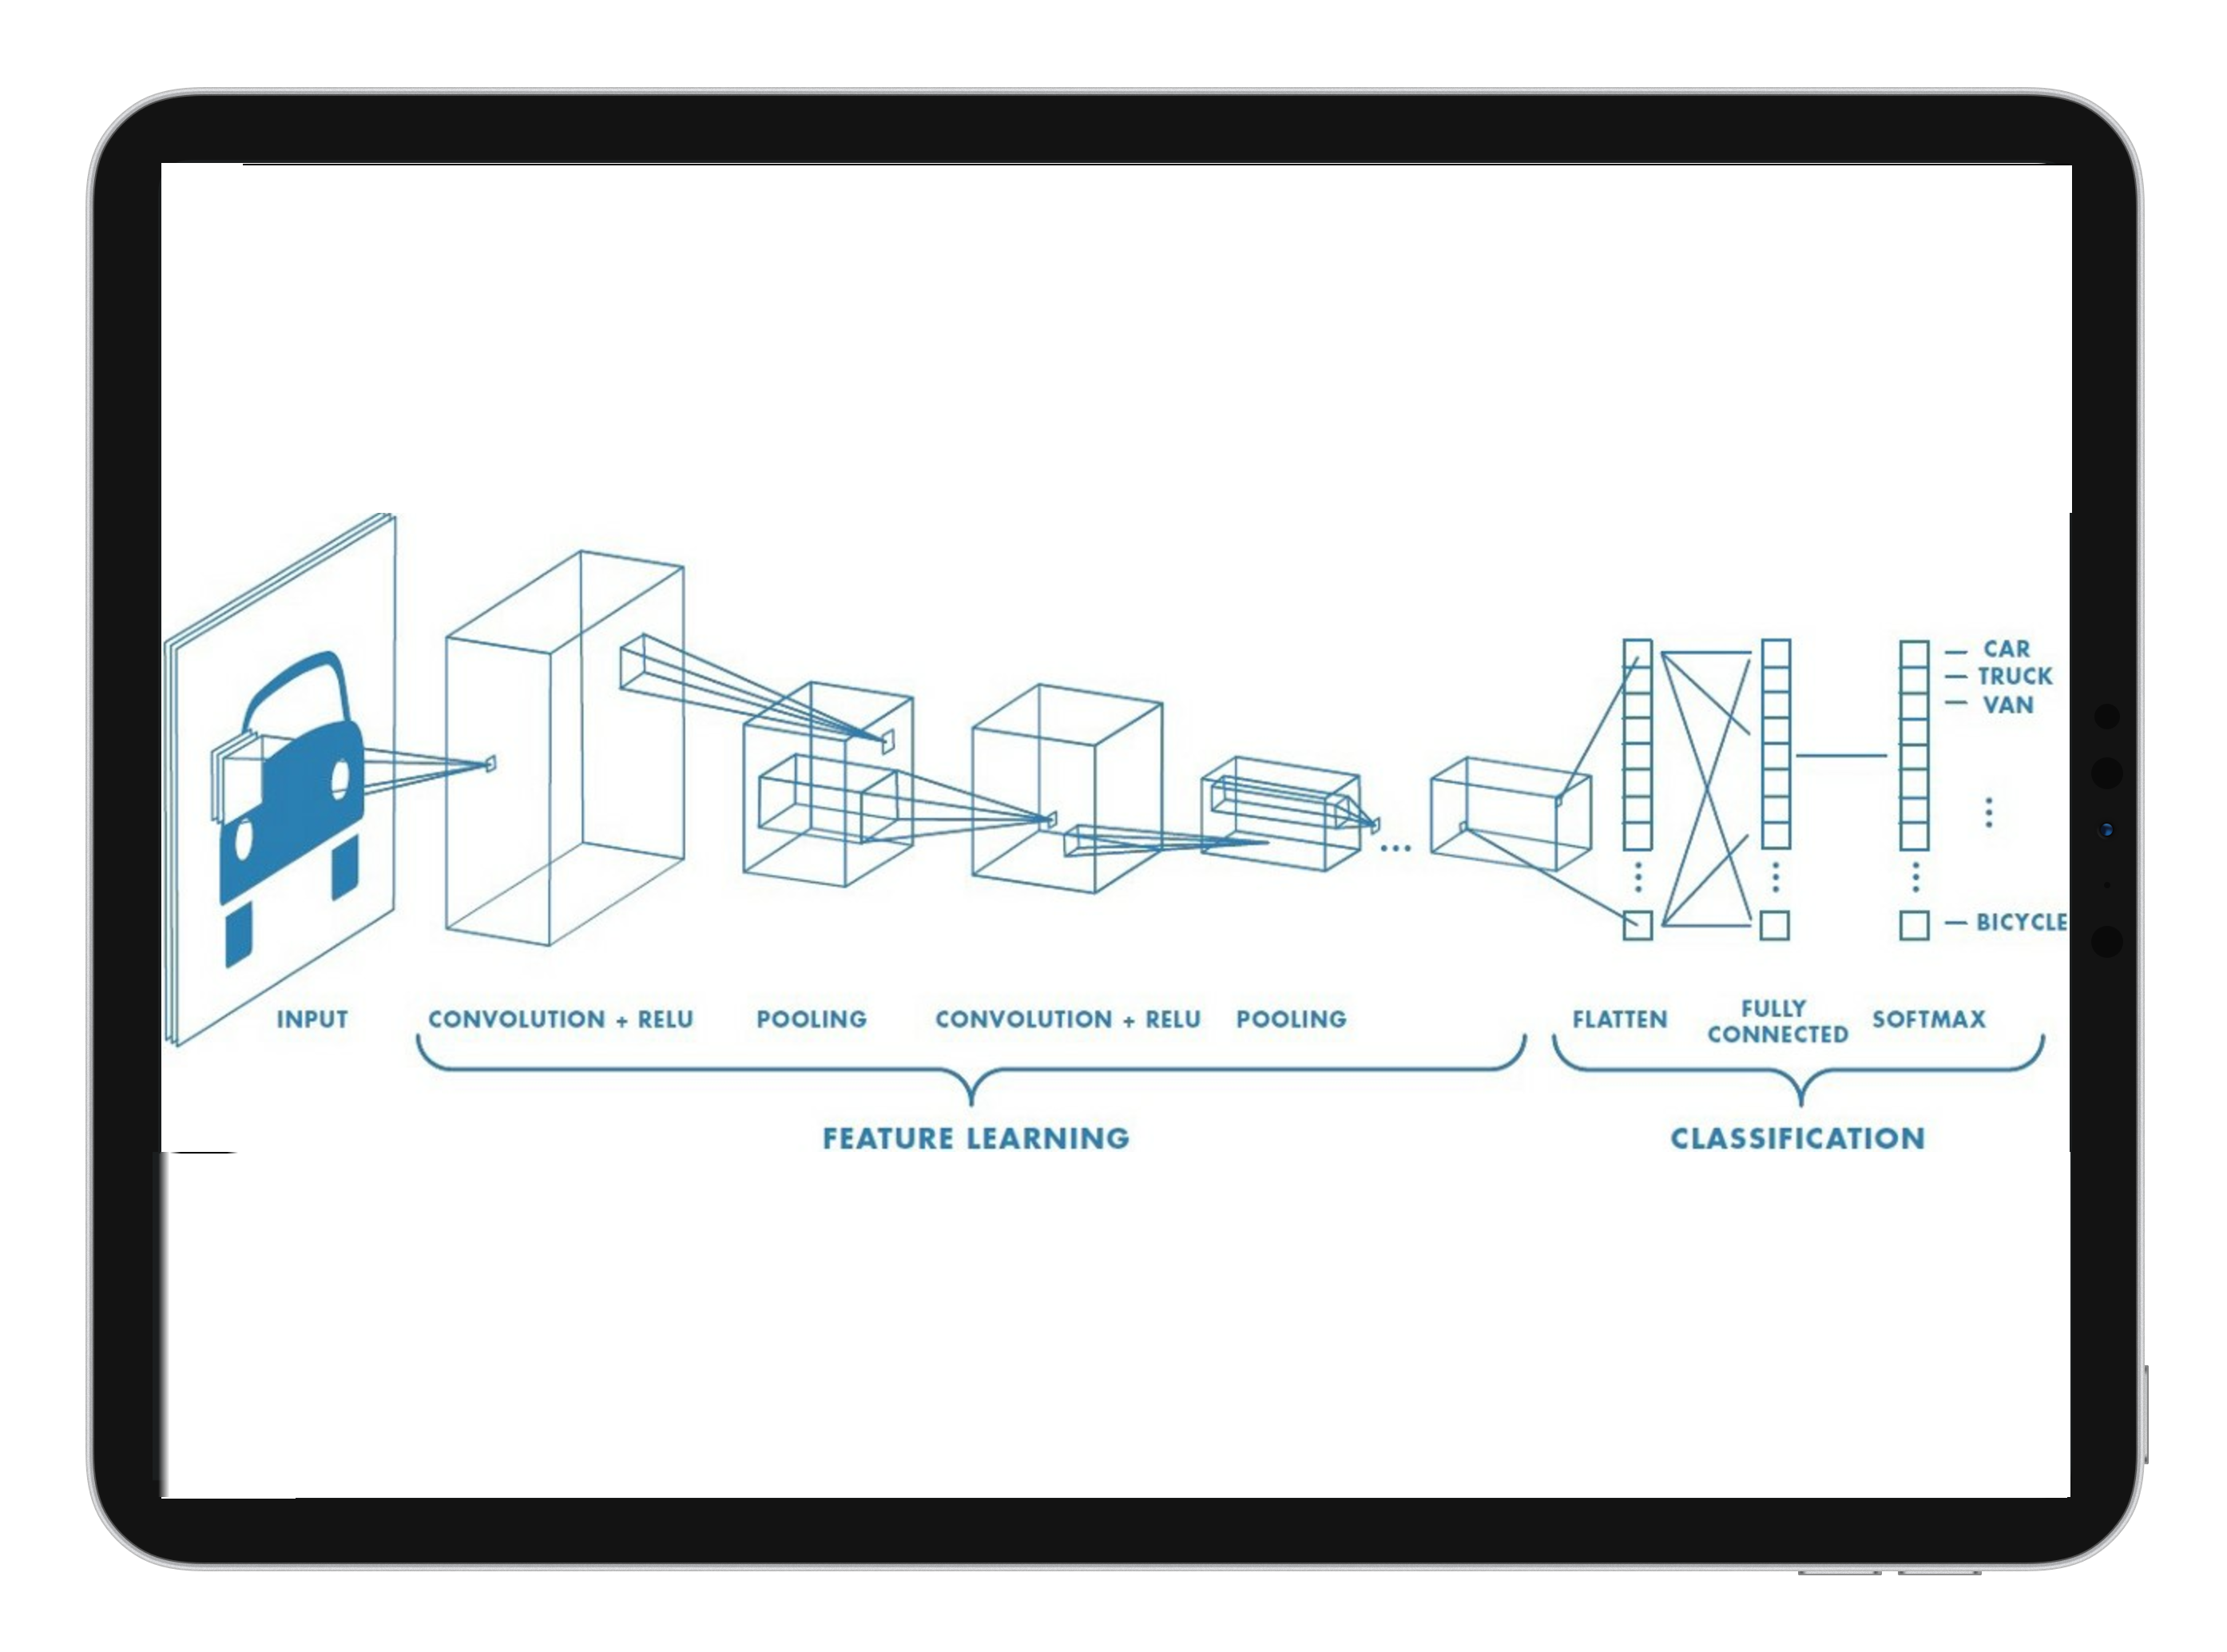 CAR
TRUCK
VAN
BICYCLE
INPUT
CONVOLUTION + RELU
POOLING
CONVOLUTION + RELU
POOLING
FLATTEN
FULLY
CONNECTED
SOFTMAX
FEATURE LEARNING
CLASSIFICATION